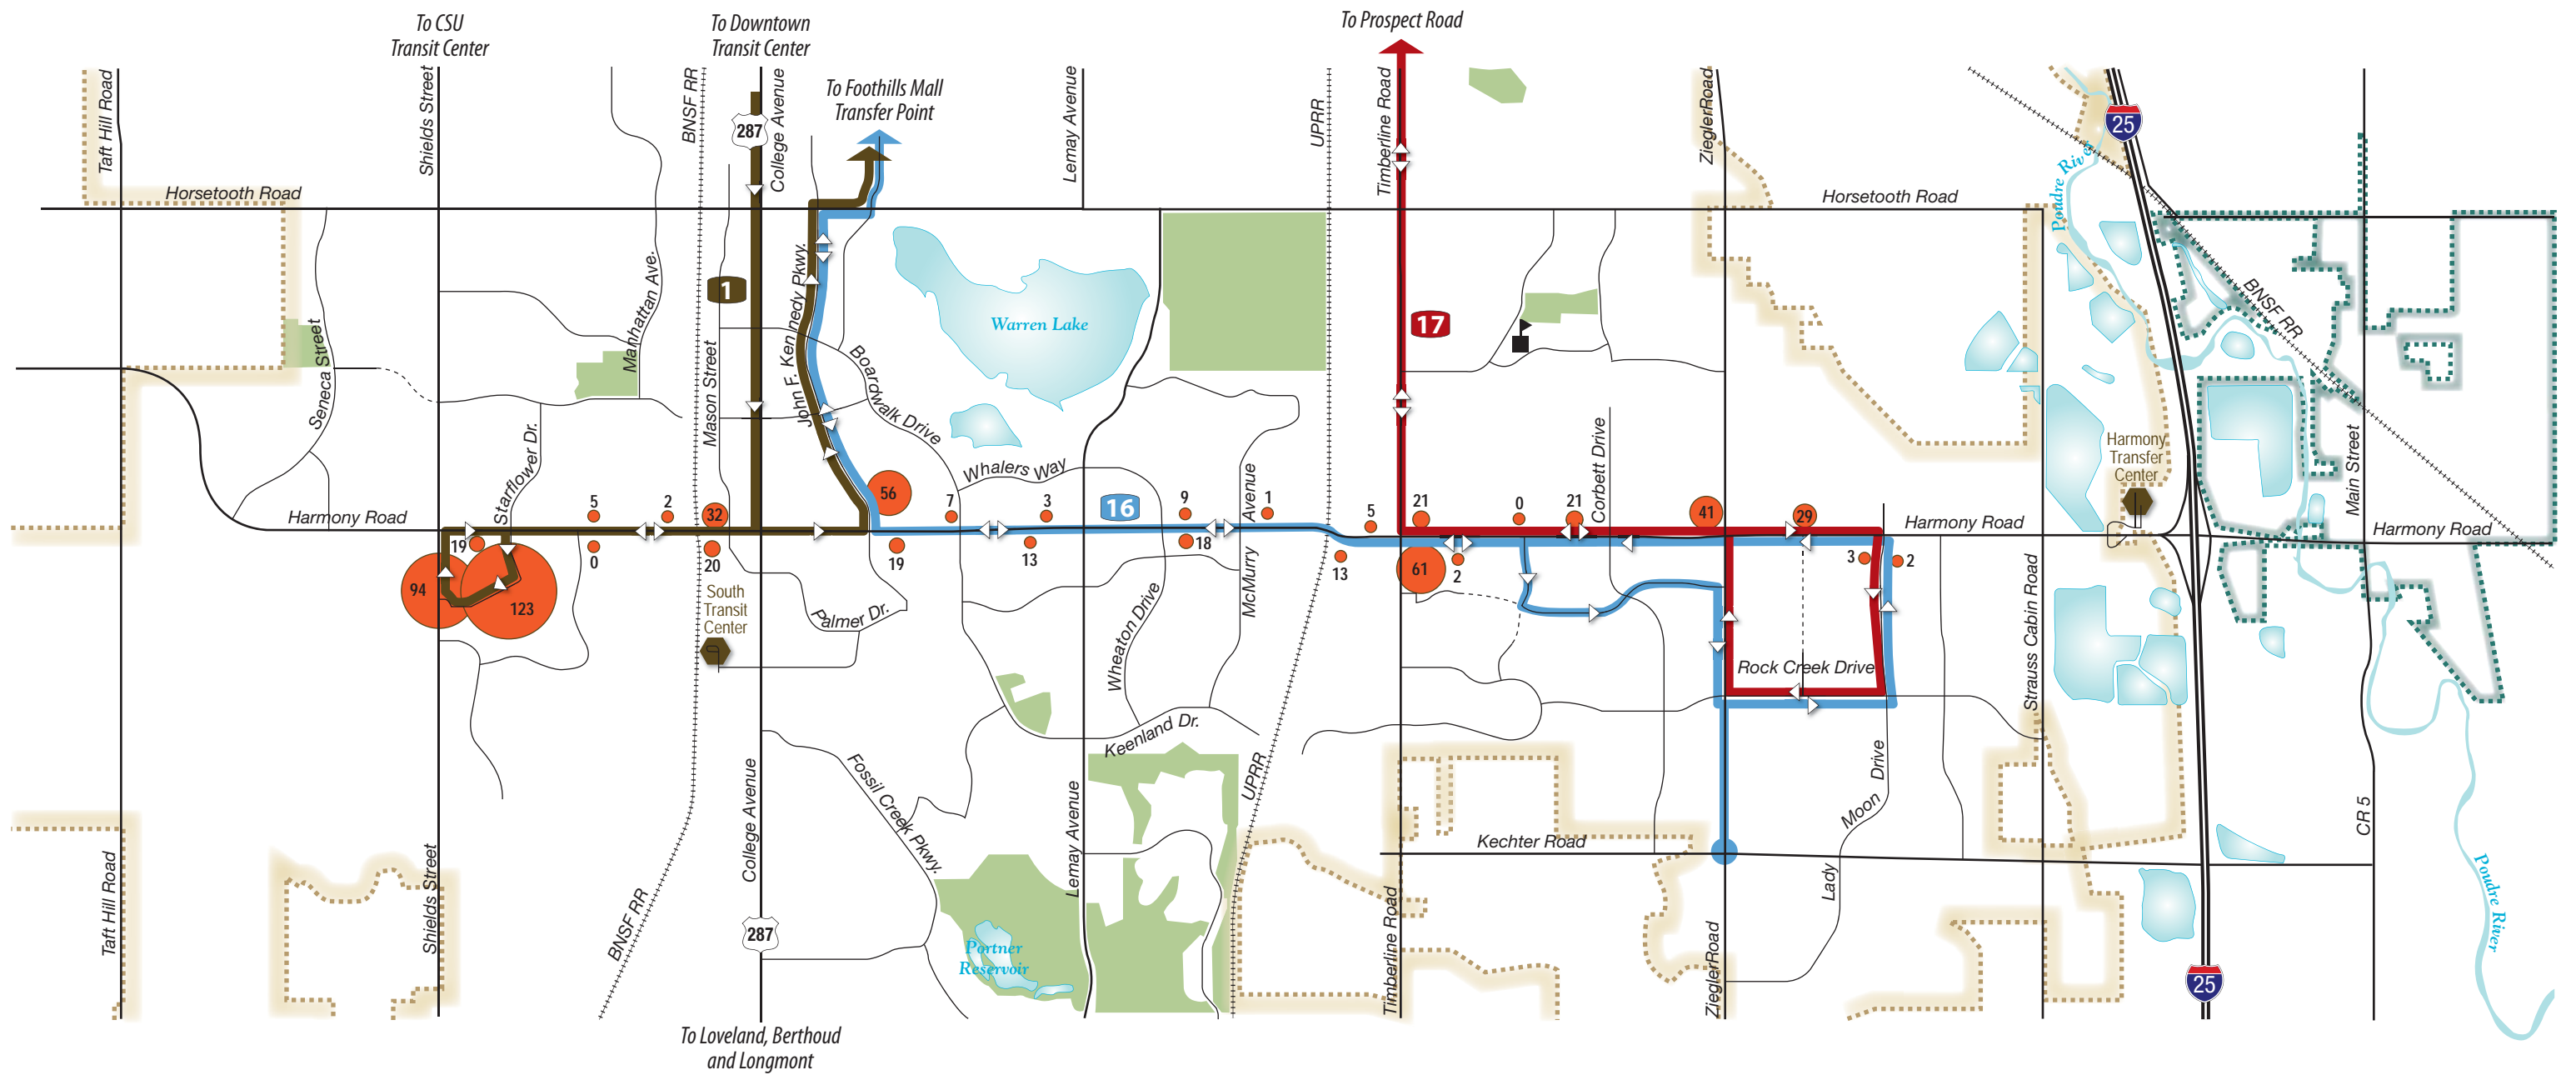 To CSU
Transit Center
To Downtown
Transit Center
To Foothills Mall
Transfer Point
To Prospect Road
Taft Hill Road
Shields Street
BNSF RR
287
College Avenue
Lemay Avenue
UPRR
Timberline Road
ZieglerRoad
25
Poudre River
Horsetooth Road
Horsetooth Road
Seneca Street
Manhattan Ave.
Mason Street
1
John F. Kennedy Pkwy.
Boardwalk Drive
Warren Lake
17
BNSF RR
Starflower Dr.
Whalers Way
McMurry Avenue
Corbett Drive
Harmony
Transfer
Center
Main Street
Harmony Road
5
2
32
56
7
3
16
9
1
5
21
0
21
41
29
Harmony Road
Harmony Road
19
0
20
19
13
18
13
61
2
3
2
94
123
South
Transit
Center
Palmer Dr.
Wheaton Drive
Rock Creek Drive
Strauss Cabin Road
Keenland Dr.
Fossil Creek Pkwy.
College Avenue
Lemay Avenue
UPRR
Kechter Road
Lady Moon Drive
CR 5
Taft Hill Road
Shields Street
BNSF RR
287
Portner
Reservoir
Timberline Road
ZieglerRoad
25
Poudre River
To Loveland, Berthoud
and Longmont